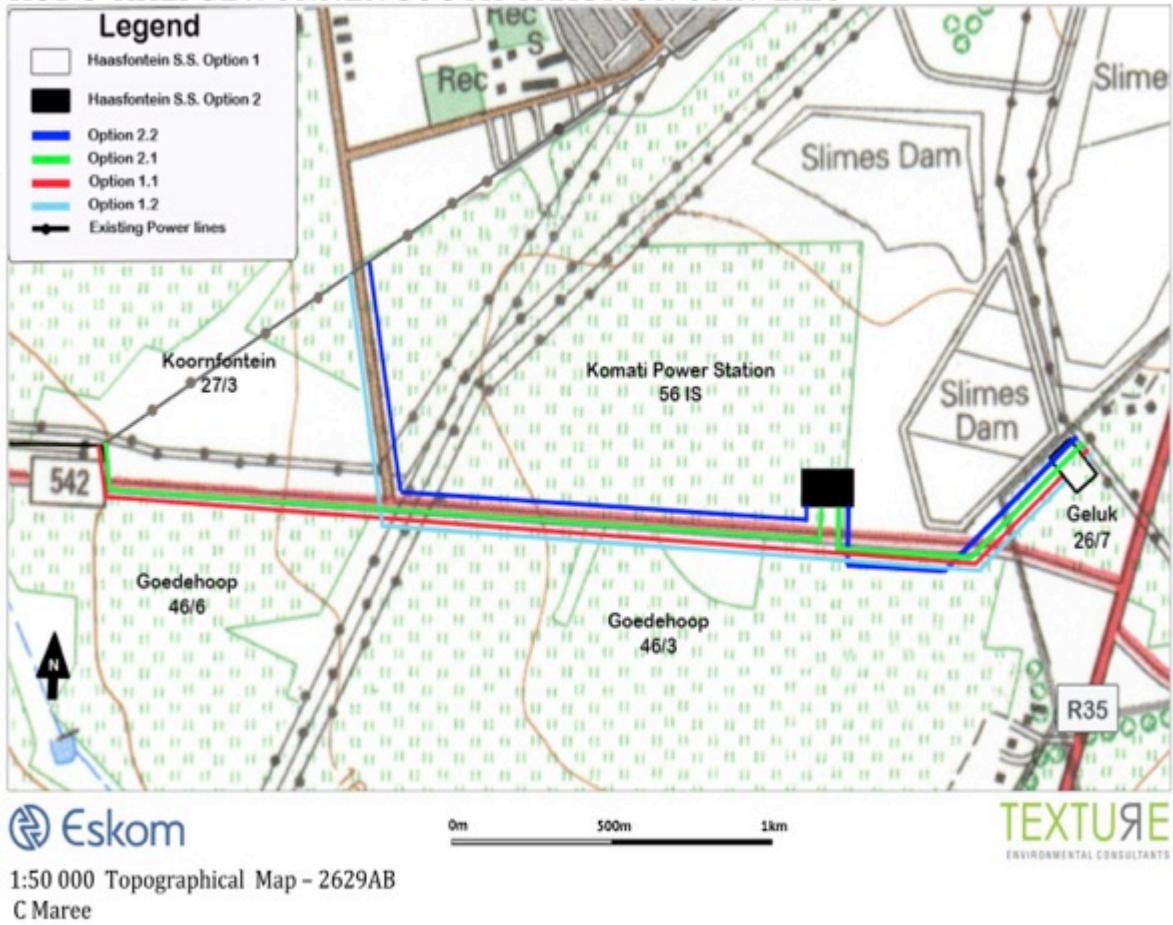 Legend
Haasfontein S.S. Option 1
Haasfontein S.S. Option 2
Option 2.2
Option 2.1
Option 1.1
Option 1.2
Existing Power lines
Rec
S
Rec
Slimes Dam
Slime
Koornfontein
27/3
Komati Power Station
56 IS
Slimes
Dam
542
Geluk
26/7
Goedehoop
46/6
Goedehoop
46/3
N
R35
Eskom
0m 500m 1km
TEXTURE
ENVIRONMENTAL CONSULTANTS
1:50 000 Topographical Map – 2629AB
C Maree